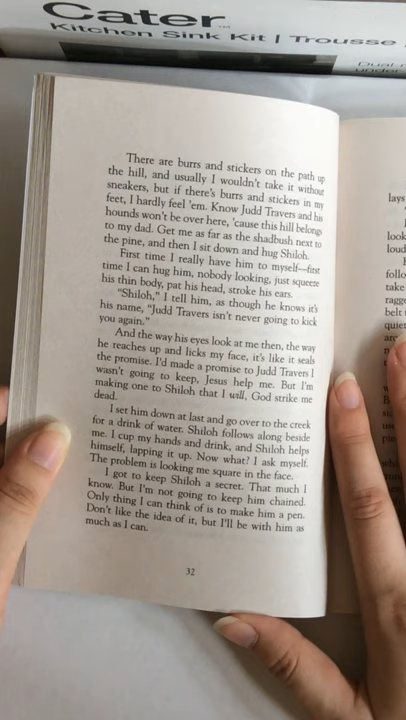 Cater
Kitchen Sink Kit | Trousse
Dual-
under
There are burrs and stickers on the path up
the hill, and usually I wouldn't take it without
sneakers, but if there's burrs and stickers in my
feet, I hardly feel 'em. Know Judd Travers and his
hounds won't be over here, 'cause this hill belongs
to my dad. Get me as far as the shadbush next to
the pine, and then I sit down and hug Shiloh.
First time I really have him to myself—first
time I can hug him, nobody looking, just squeeze
his thin body, pat his head, stroke his ears.
"Shiloh," I tell him, as though he knows it's
his name, "Judd Travers isn't never going to kick
you again."
And the way his eyes look at me then, the way
he reaches up and licks my face, it's like it seals
the promise. I'd made a promise to Judd Travers I
wasn't going to keep, Jesus help me. But I'm
making one to Shiloh that I will, God strike me
dead.
I set him down at last and go over to the creek
for a drink of water. Shiloh follows along beside
me. I cup my hands and drink, and Shiloh helps
himself, lapping it up. Now what? I ask myself.
The problem is looking me square in the face.
I got to keep Shiloh a secret. That much I
know. But I'm not going to keep him chained.
Only thing I can think of is to make him a pen.
Don't like the idea of it, but I'll be with him as
much as I can.
32
lays
look
loud
follo
take
ragg
belt
quie